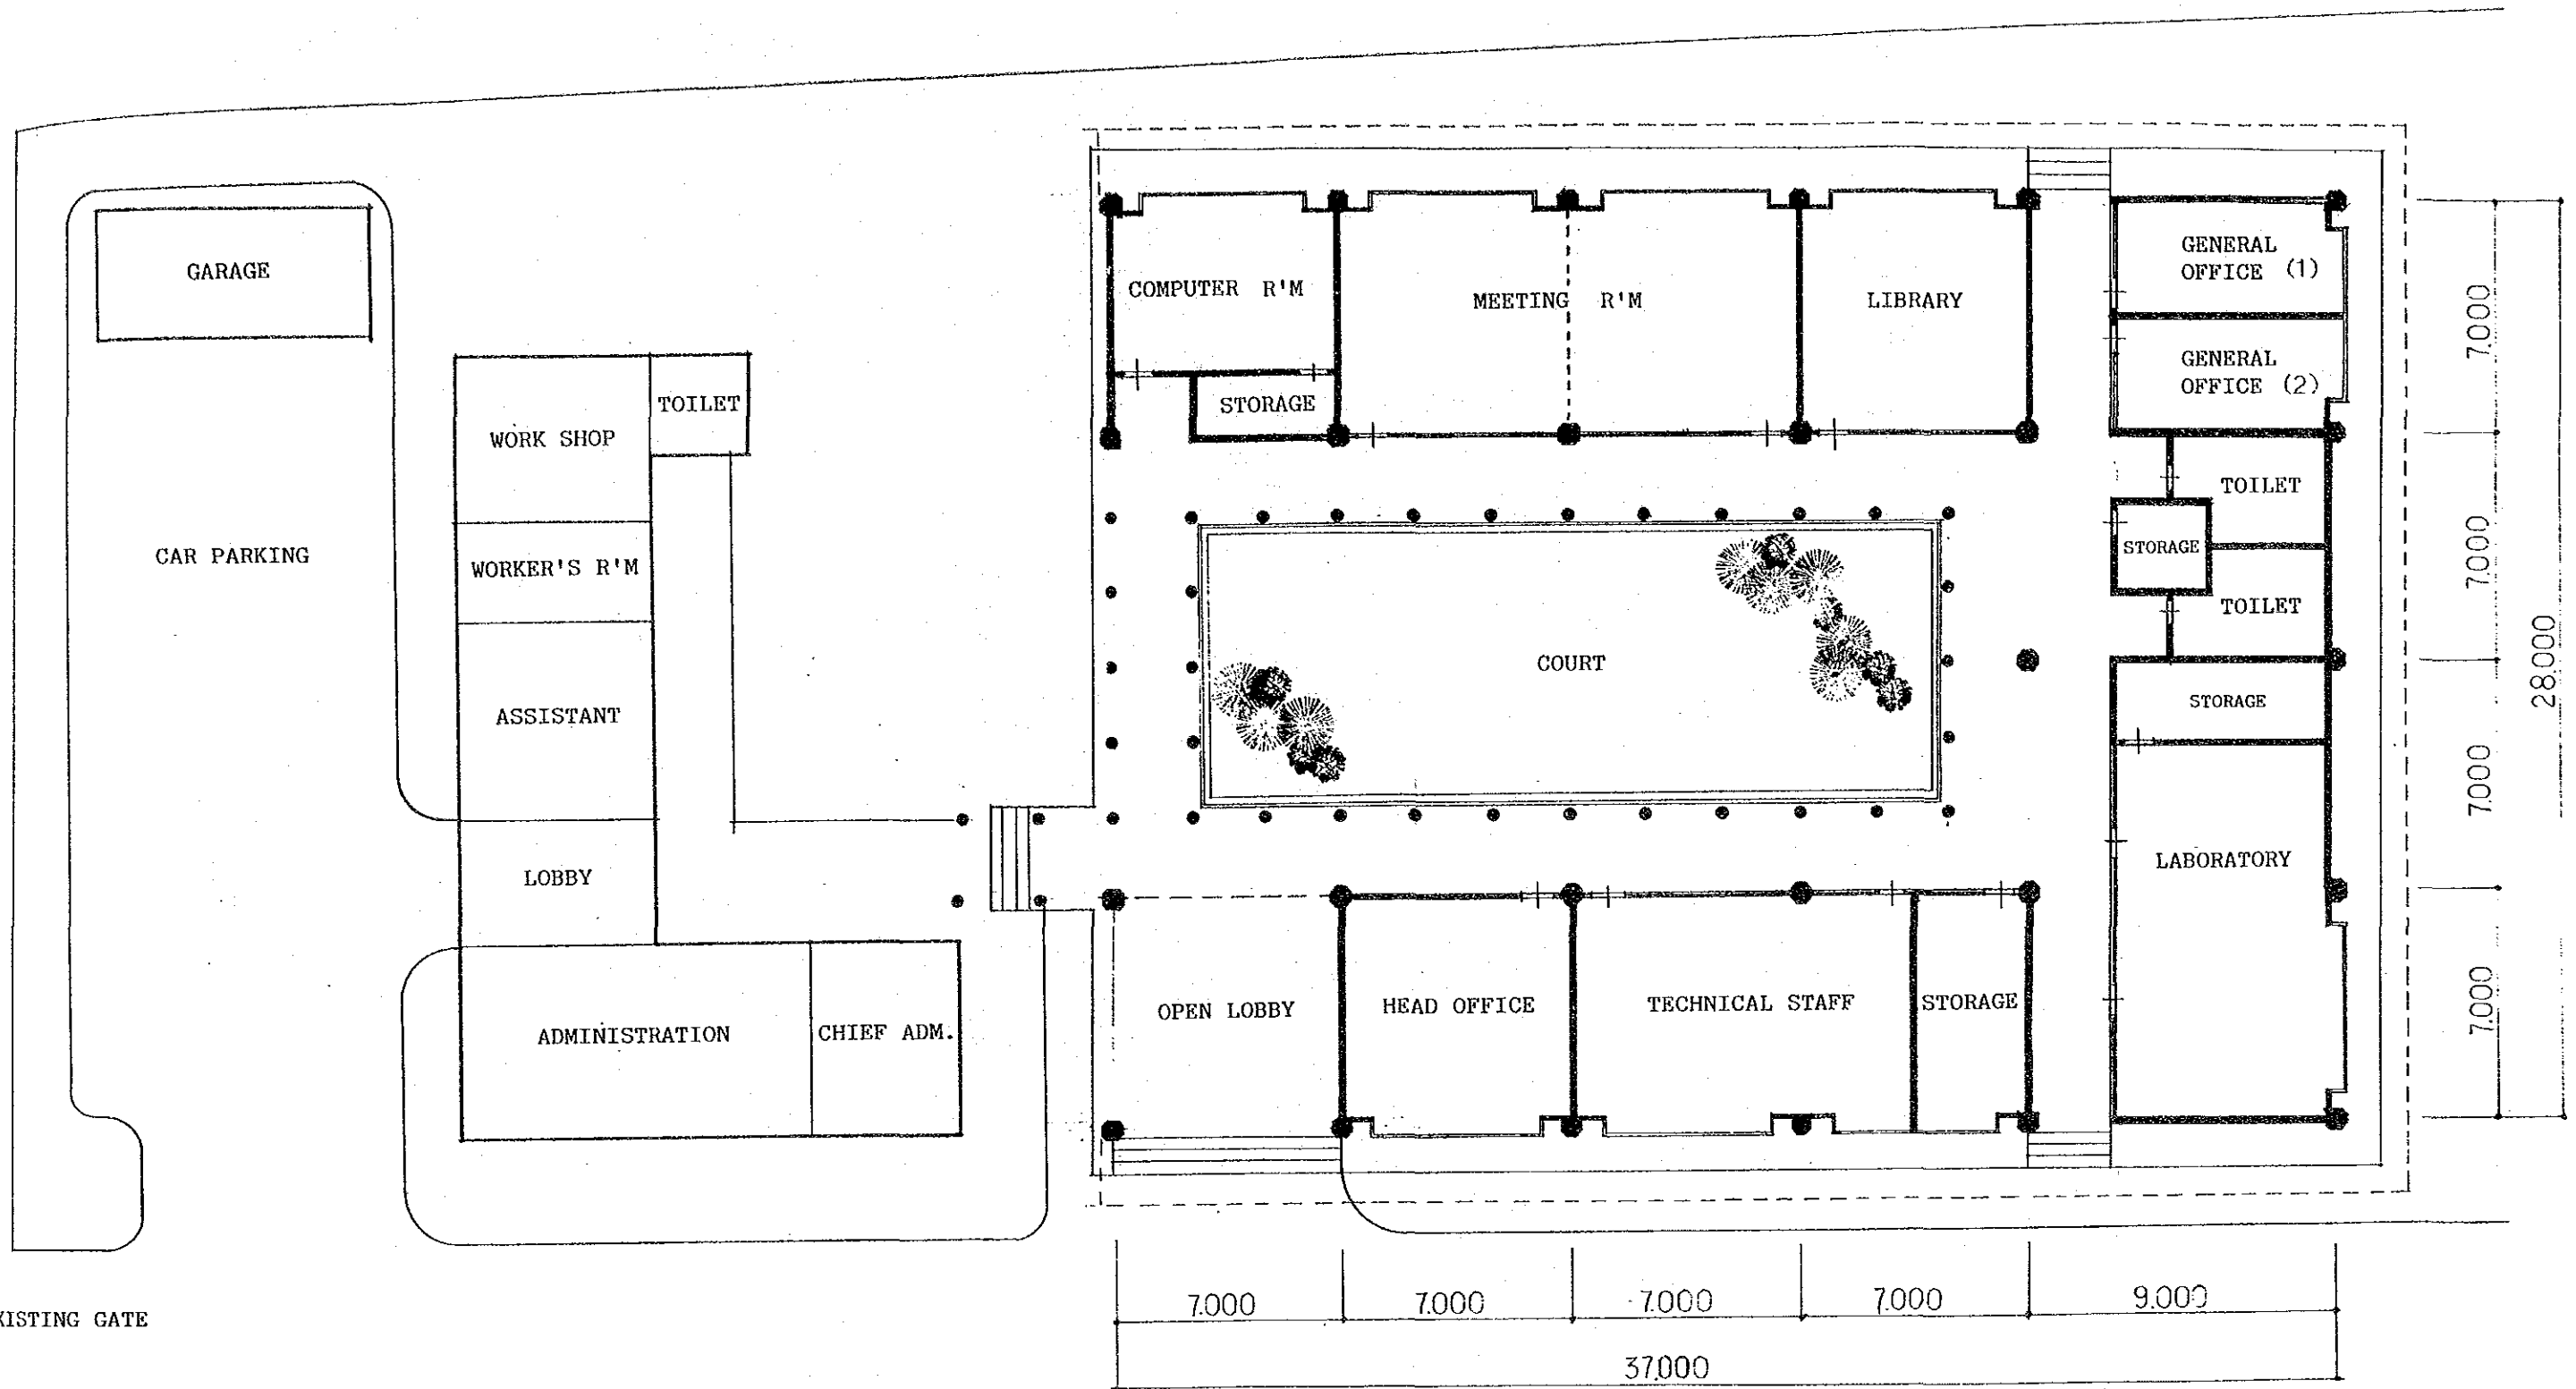 GARAGE
CAR PARKING
WORK SHOP
TOILET
WORKER'S R'M
ASSISTANT
LOBBY
ADMINISTRATION
CHIEF ADM.
XISTING GATE
COMPUTER R'M
STORAGE
MEETING R'M
LIBRARY
GENERAL
OFFICE (1)
GENERAL
OFFICE (2)
TOILET
STORAGE
TOILET
STORAGE
LABORATORY
COURT
OPEN LOBBY
HEAD OFFICE
TECHNICAL STAFF
STORAGE
7.000
7.000
7.000
7.000
28.000
7.000
7.000
7.000
7.000
9.000
37.000